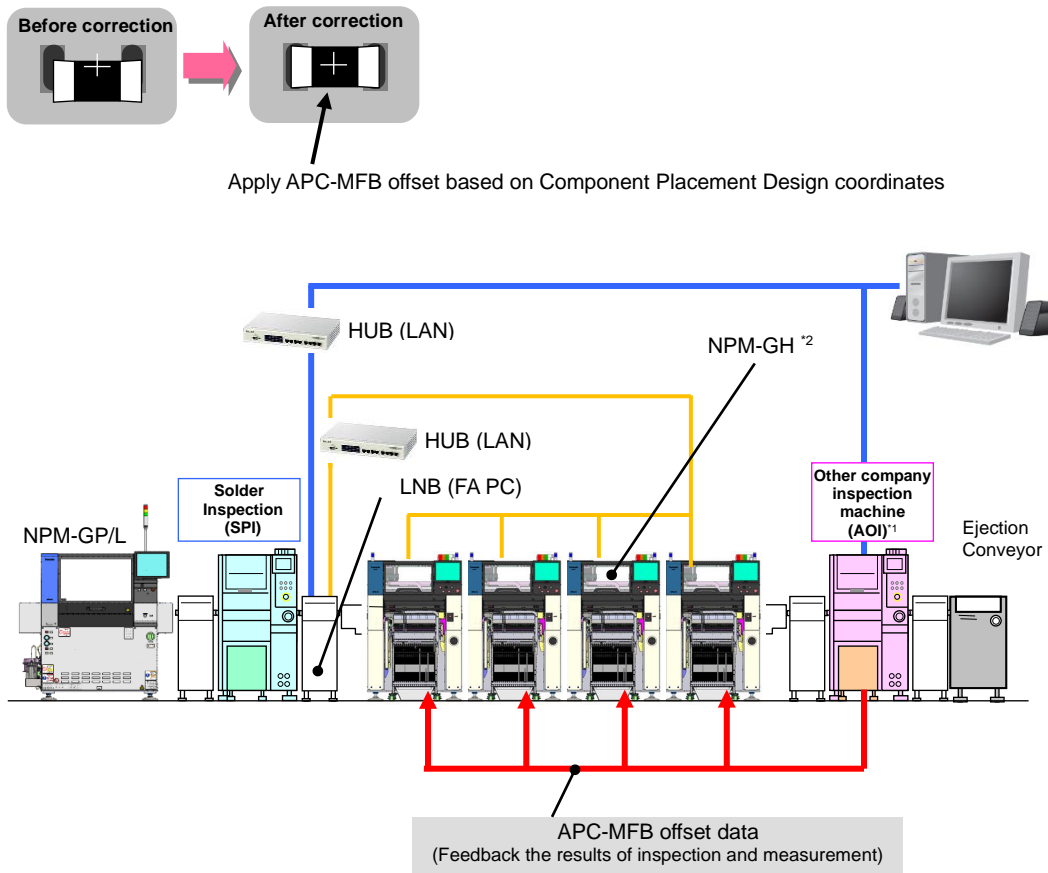 Before correction
After correction
Apply APC-MFB offset based on Component Placement Design coordinates
HUB (LAN)
NPM-GH *2
HUB (LAN)
LNB (FA PC)
Solder
Inspection
(SPI)
Other company
inspection
machine
(AOI)*1
NPM-GP/L
Ejection
Conveyor
APC-MFB offset data
(Feedback the results of inspection and measurement)